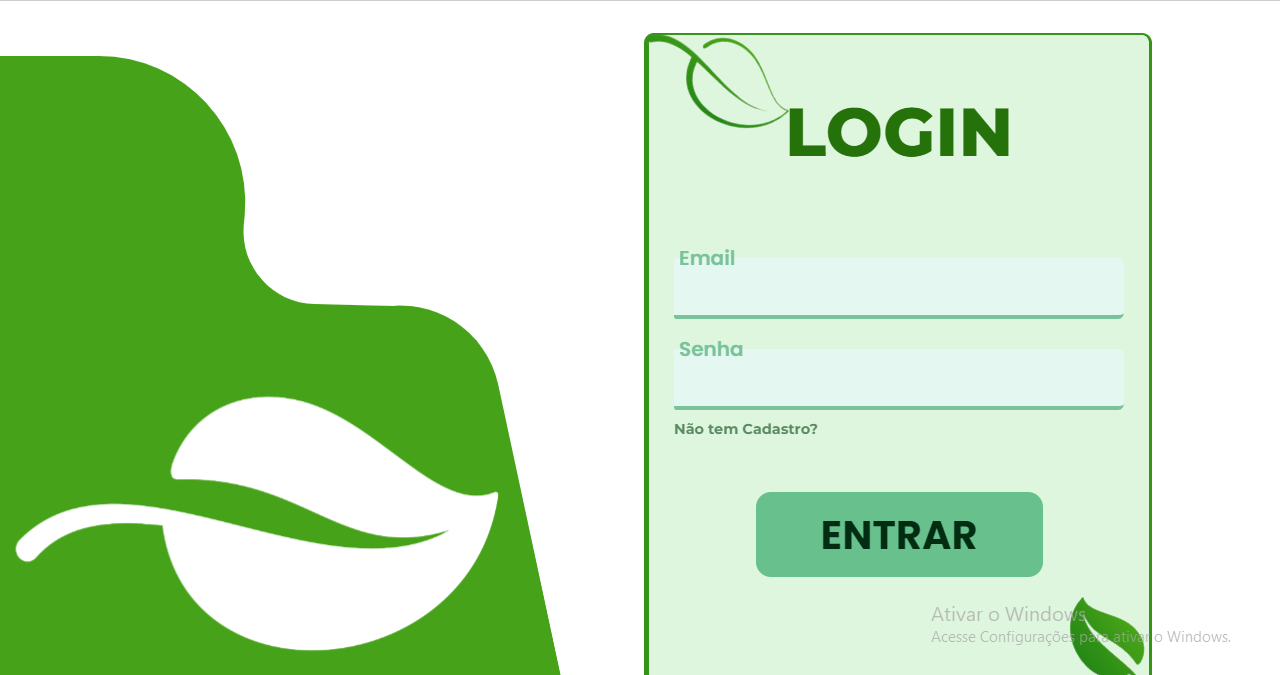 LOGIN
Email
Senha
Não tem Cadastro?
ENTRAR
Ativar o Windows
Acesse Configurações para ativar o Windows.